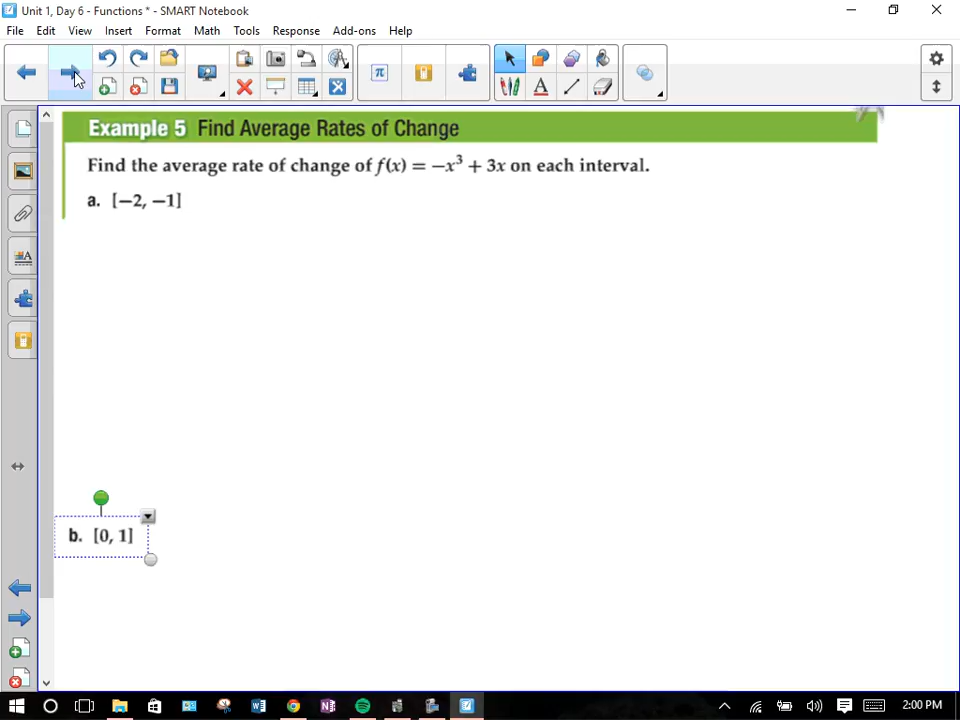 Unit 1, Day 6 - Functions * - SMART Notebook
File Edit View Insert Format Math Tools Response Add-ons Help
Example 5 Find Average Rates of Change
Find the average rate of change of f(x) = −x³ + 3x on each interval.
a. [−2, −1]
b. [0, 1]
2:00 PM